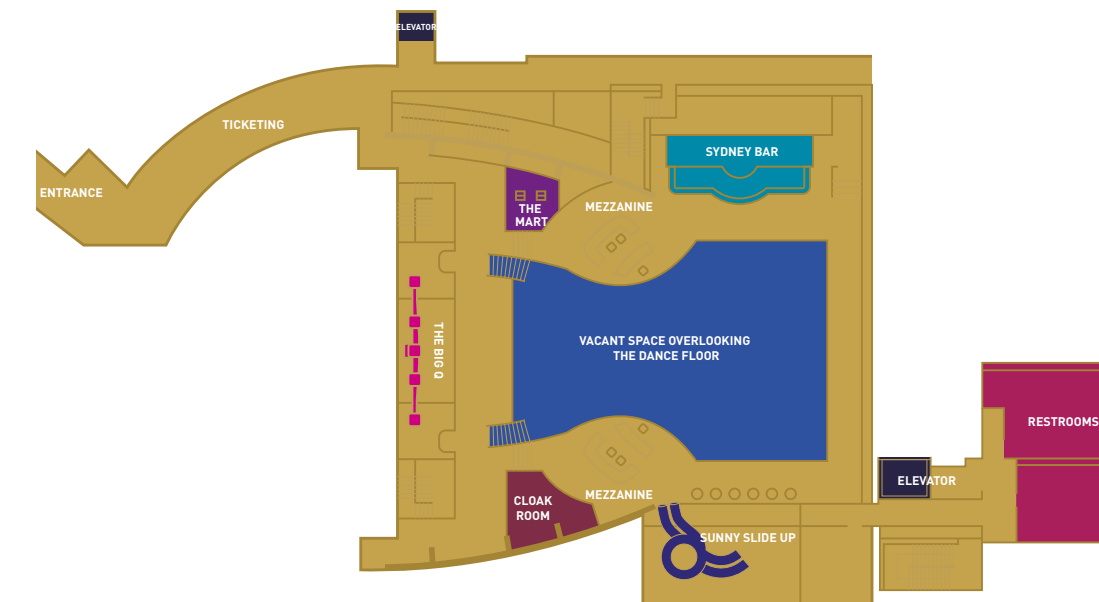 ELEVATOR
TICKETING
ENTRANCE
SYDNEY BAR
THE
MART
MEZZANINE
THE BIG Q
VACANT SPACE OVERLOOKING
THE DANCE FLOOR
RESTROOMS
ELEVATOR
MEZZANINE
CLOAK
ROOM
SUNNY SLIDE UP